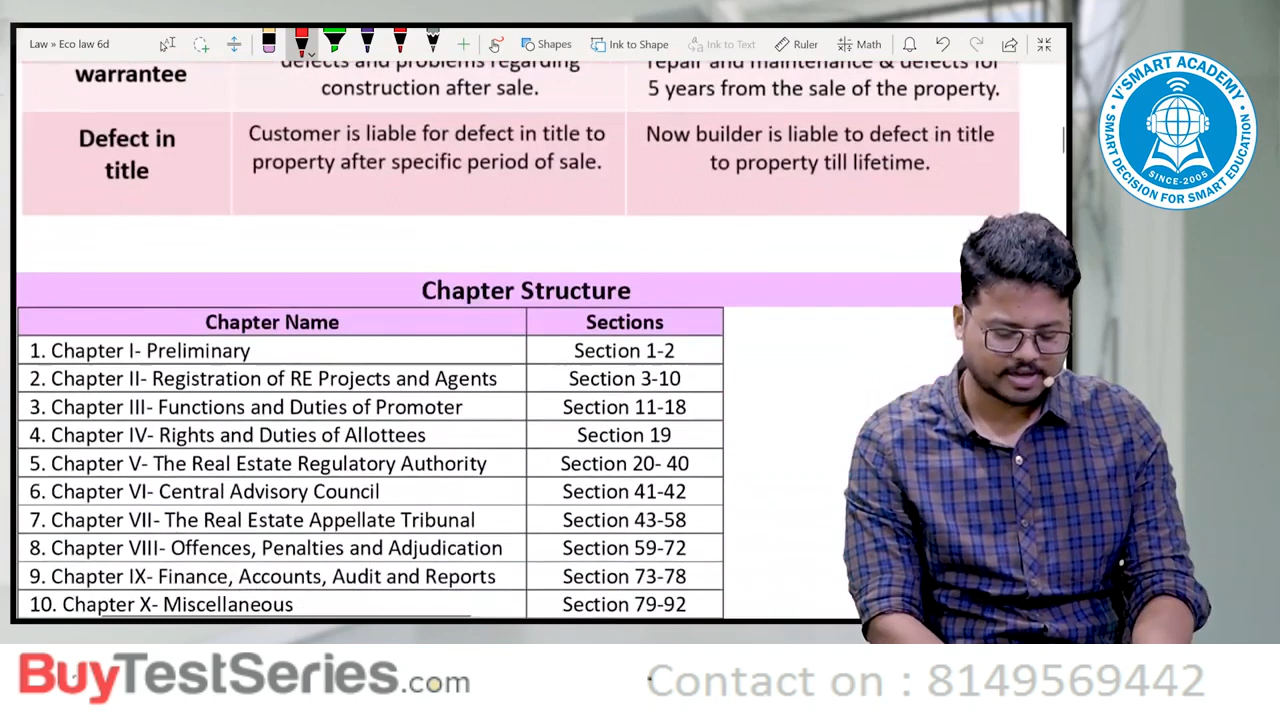 Law » Eco law 6d
Shapes
Ink to Shape
Ink to Text
Ruler
Math
V'SMART ACADEMY
SINCE-2005
SMART DECISION FOR SMART EDUCATION
warrantee
defects and problems regarding
construction after sale.
repair and maintenance & defects for
5 years from the sale of the property.
Defect in
title
Customer is liable for defect in title to
property after specific period of sale.
Now builder is liable to defect in title
to property till lifetime.
Chapter Structure
Chapter Name Sections
1. Chapter I- Preliminary Section 1-2
2. Chapter II- Registration of RE Projects and Agents Section 3-10
3. Chapter III- Functions and Duties of Promoter Section 11-18
4. Chapter IV- Rights and Duties of Allottees Section 19
5. Chapter V- The Real Estate Regulatory Authority Section 20- 40
6. Chapter VI- Central Advisory Council Section 41-42
7. Chapter VII- The Real Estate Appellate Tribunal Section 43-58
8. Chapter VIII- Offences, Penalties and Adjudication Section 59-72
9. Chapter IX- Finance, Accounts, Audit and Reports Section 73-78
10. Chapter X- Miscellaneous Section 79-92
BuyTestSeries.com
Contact on : 8149569442